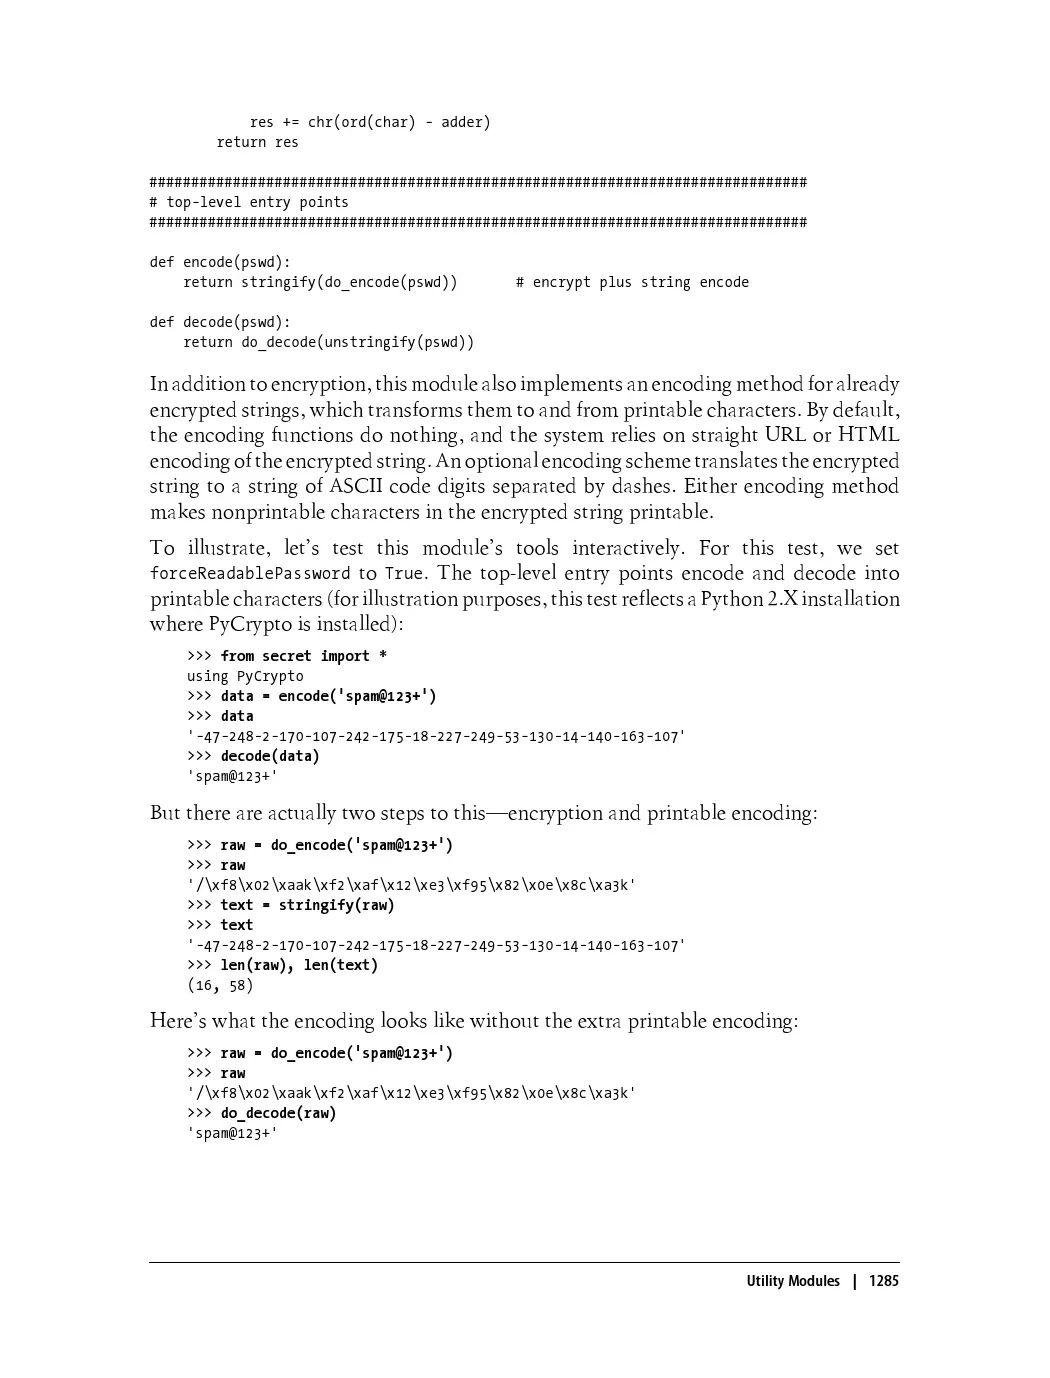 res += chr(ord(char) - adder)
        return res
###############################################################################
# top-level entry points
###############################################################################
def encode(pswd):
    return stringify(do_encode(pswd))       # encrypt plus string encode
def decode(pswd):
    return do_decode(unstringify(pswd))
In addition to encryption, this module also implements an encoding method for already
encrypted strings, which transforms them to and from printable characters. By default,
the encoding functions do nothing, and the system relies on straight URL or HTML
encoding of the encrypted string. An optional encoding scheme translates the encrypted
string to a string of ASCII code digits separated by dashes. Either encoding method
makes nonprintable characters in the encrypted string printable.
To illustrate, let’s test this module’s tools interactively. For this test, we set
forceReadablePassword to True. The top-level entry points encode and decode into
printable characters (for illustration purposes, this test reflects a Python 2.X installation
where PyCrypto is installed):
>>> from secret import *
using PyCrypto
>>> data = encode('spam@123+')
>>> data
'-47-248-2-170-107-242-175-18-227-249-53-130-14-140-163-107'
>>> decode(data)
'spam@123+'
But there are actually two steps to this—encryption and printable encoding:
>>> raw = do_encode('spam@123+')
>>> raw
'/\xf8\x02\xaak\xf2\xaf\x12\xe3\xf95\x82\x0e\x8c\xa3k'
>>> text = stringify(raw)
>>> text
'-47-248-2-170-107-242-175-18-227-249-53-130-14-140-163-107'
>>> len(raw), len(text)
(16, 58)
Here’s what the encoding looks like without the extra printable encoding:
>>> raw = do_encode('spam@123+')
>>> raw
'/\xf8\x02\xaak\xf2\xaf\x12\xe3\xf95\x82\x0e\x8c\xa3k'
>>> do_decode(raw)
'spam@123+'
Utility Modules | 1285